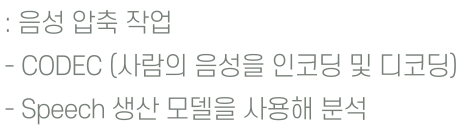 : 음성 압축 작업
- CODEC (사람의 음성을 인코딩 및 디코딩)
- Speech 생산 모델을 사용해 분석